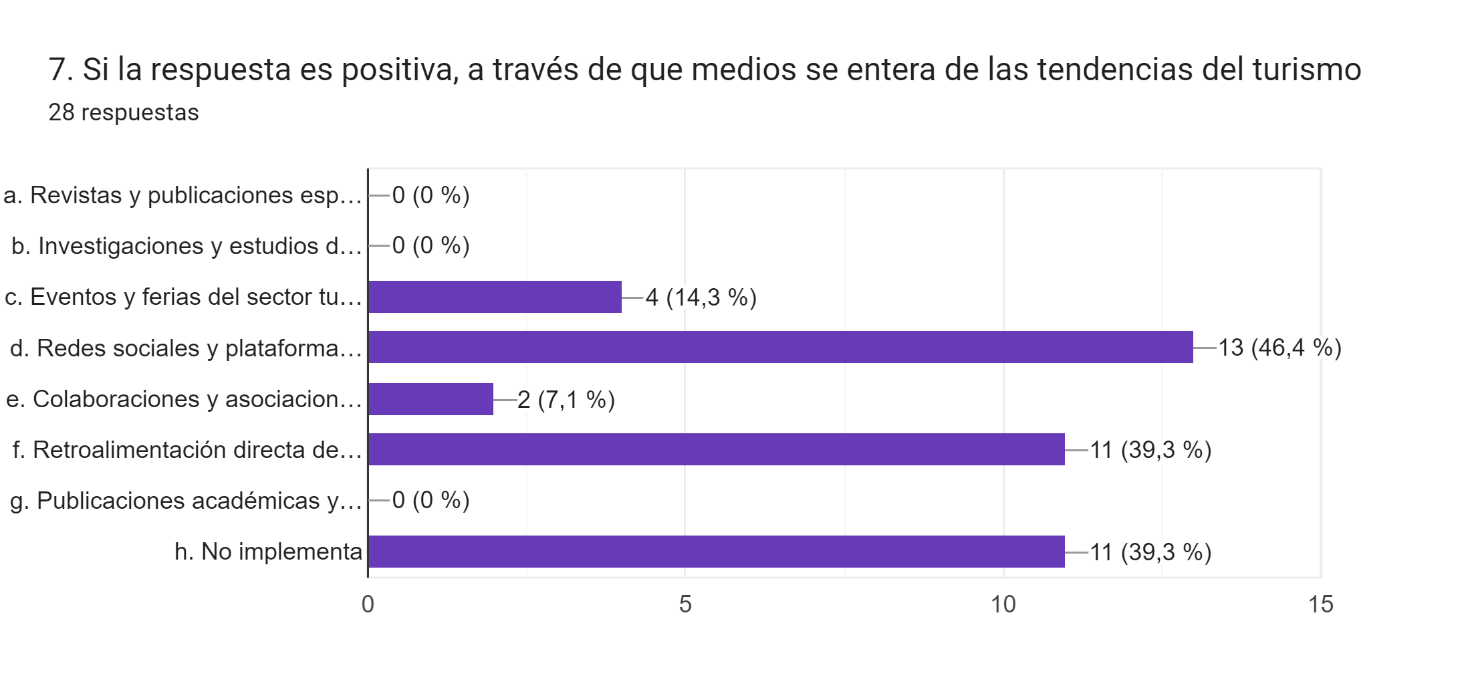 7. Si la respuesta es positiva, a través de que medios se entera de las tendencias del turismo
28 respuestas
a. Revistas y publicaciones esp… 0 (0 %)
b. Investigaciones y estudios d… 0 (0 %)
c. Eventos y ferias del sector tu… 4 (14,3 %)
d. Redes sociales y plataforma… 13 (46,4 %)
e. Colaboraciones y asociacion… 2 (7,1 %)
f. Retroalimentación directa de… 11 (39,3 %)
g. Publicaciones académicas y… 0 (0 %)
h. No implementa 11 (39,3 %)
0 5 10 15